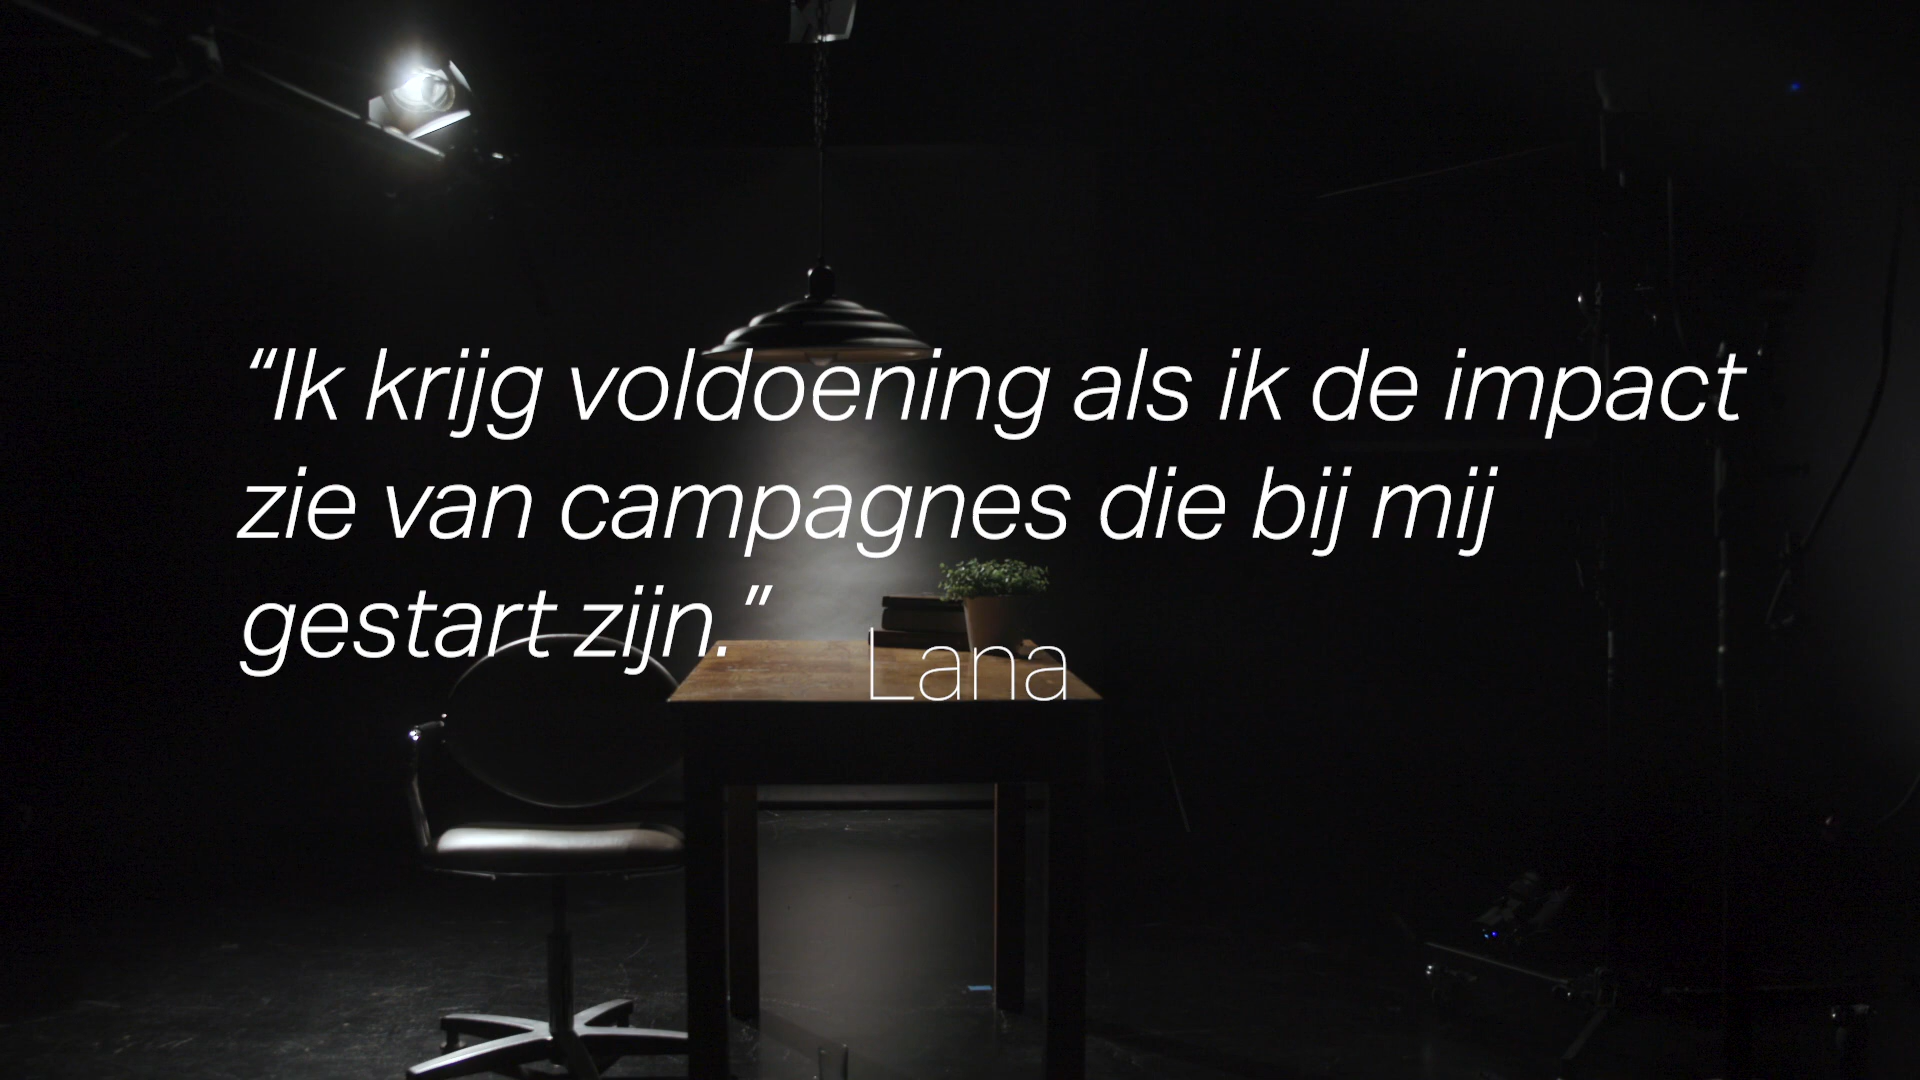 “Ik krijg voldoening als ik de impact
zie van campagnes die bij mij
gestart zijn.”
Lana